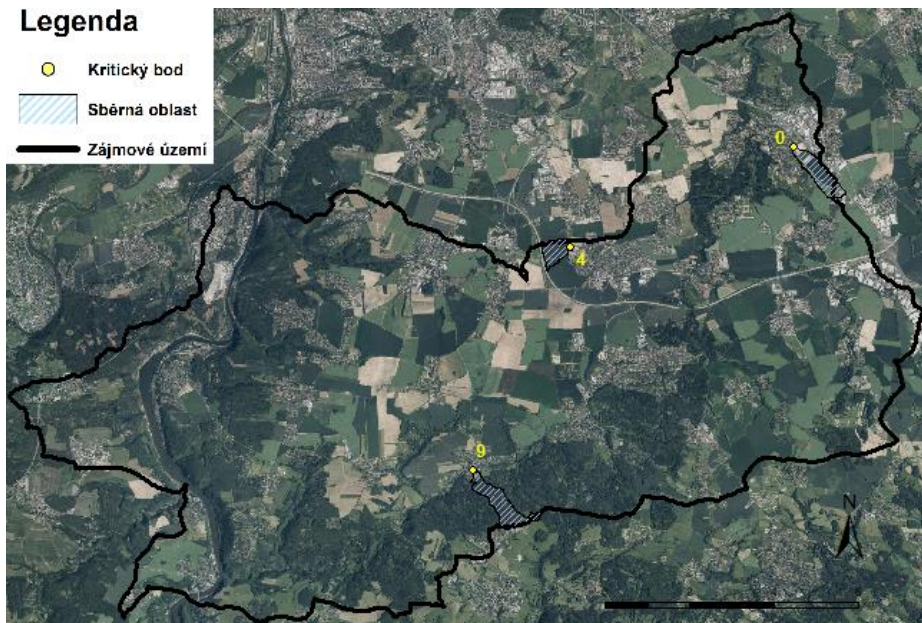 Legenda
Kritický bod
Sběrná oblast
Zájmové území
0
4
9
N